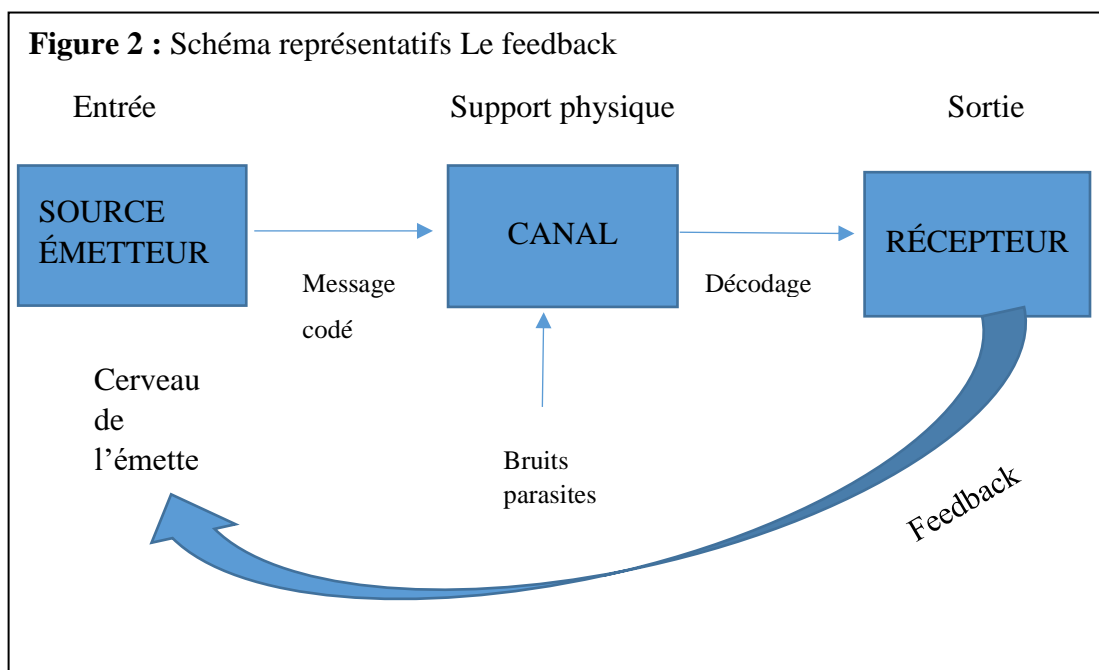 Figure 2 : Schéma représentatifs Le feedback
Entrée
Support physique
Sortie
SOURCE
ÉMETTEUR
CANAL
RÉCEPTEUR
Message
codé
Décodage
Cerveau
de
l’émette
Bruits
parasites
Feedback